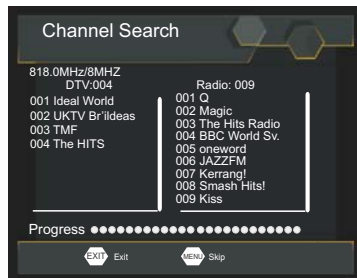 Channel Search
818.0MHz/8MHZ
DTV:004
001 Ideal World
002 UKTV Br'ildeas
003 TMF
004 The HITS
Radio: 009
001 Q
002 Magic
003 The Hits Radio
004 BBC World Sv.
005 oneword
006 JAZZFM
007 Kerrang!
008 Smash Hits!
009 Kiss
Progress
EXIT Exit
MENU Skip